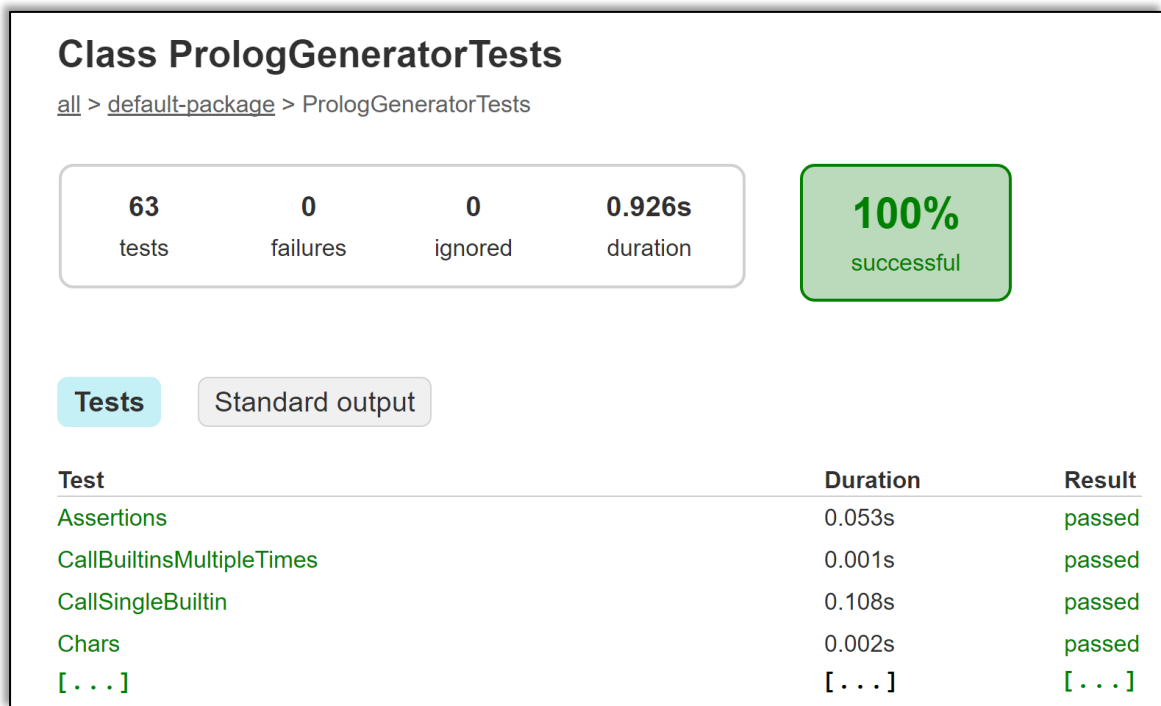 Class PrologGeneratorTests
all > default-package > PrologGeneratorTests
63 0 0 0.926s
tests failures ignored duration
100%
successful
Tests Standard output
Test Duration Result
Assertions 0.053s passed
CallBuiltinsMultipleTimes 0.001s passed
CallSingleBuiltin 0.108s passed
Chars 0.002s passed
[...] [...] [...]